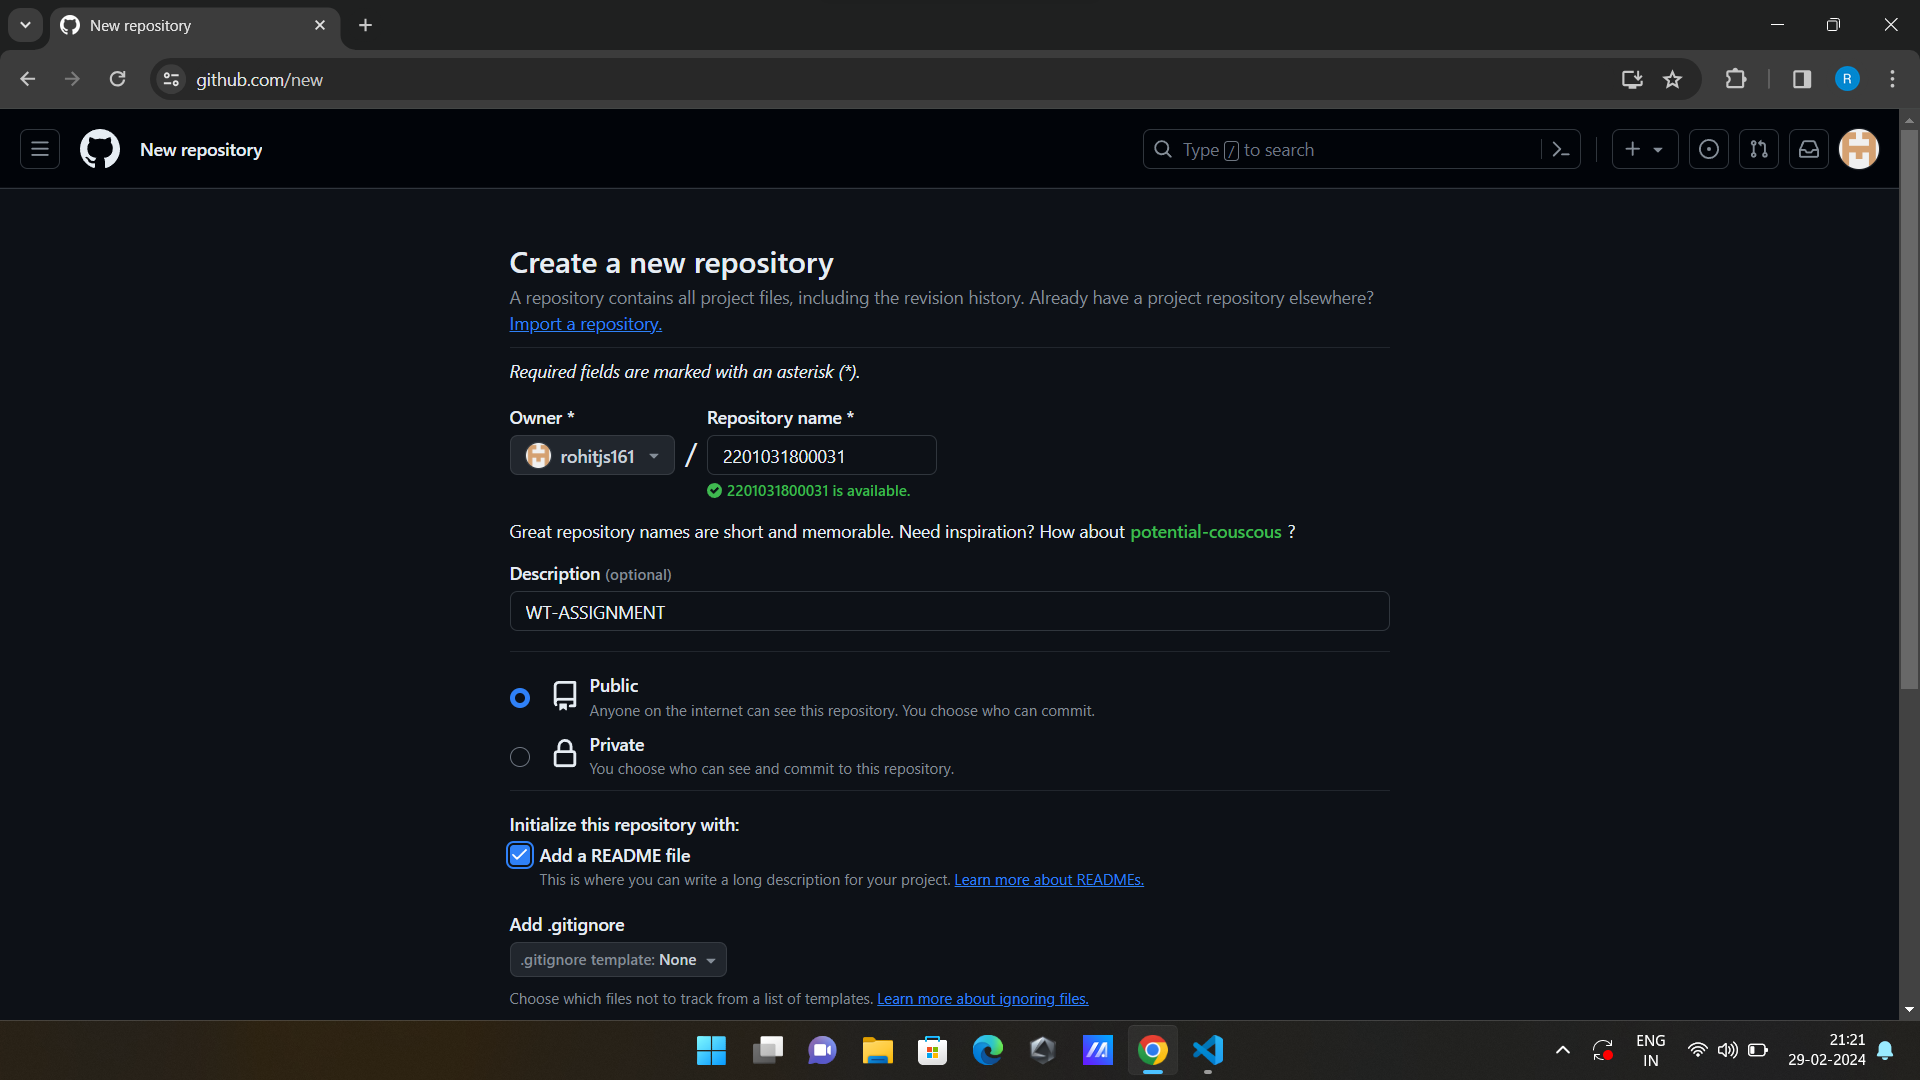 New repository
github.com/new
R
New repository
Type / to search
Create a new repository
A repository contains all project files, including the revision history. Already have a project repository elsewhere?
Import a repository.
Required fields are marked with an asterisk (*).
Owner *
Repository name *
rohitjs161
/
2201031800031
2201031800031 is available.
Great repository names are short and memorable. Need inspiration? How about potential-couscous ?
Description (optional)
WT-ASSIGNMENT
Public
Anyone on the internet can see this repository. You choose who can commit.
Private
You choose who can see and commit to this repository.
Initialize this repository with:
Add a README file
This is where you can write a long description for your project. Learn more about READMEs.
Add .gitignore
.gitignore template: None
Choose which files not to track from a list of templates. Learn more about ignoring files.
ENG
IN
21:21
29-02-2024